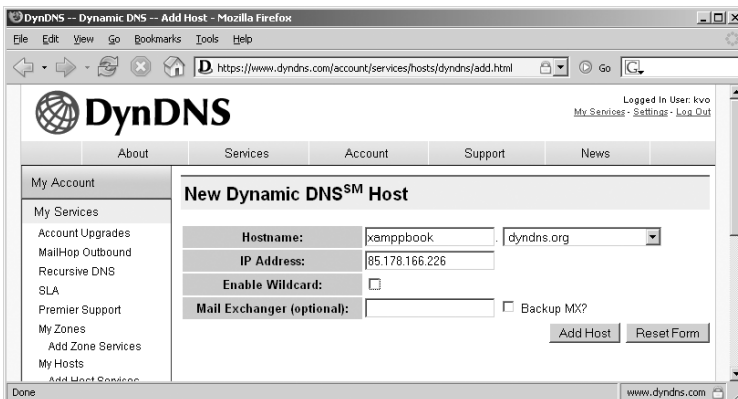 DynDNS -- Dynamic DNS -- Add Host - Mozilla Firefox
File Edit View Go Bookmarks Tools Help
https://www.dyndns.com/account/services/hosts/dyndns/add.html Go
DynDNS
Logged In User: kvo
My Services - Settings - Log Out
About Services Account Support News
My Account
My Services
Account Upgrades
MailHop Outbound
Recursive DNS
SLA
Premier Support
My Zones
Add Zone Services
My Hosts
Add Host Services
New Dynamic DNSSM Host
Hostname: xamppbook . dyndns.org
IP Address: 85.178.166.226
Enable Wildcard:
Mail Exchanger (optional): Backup MX?
Add Host Reset Form
Done www.dyndns.com